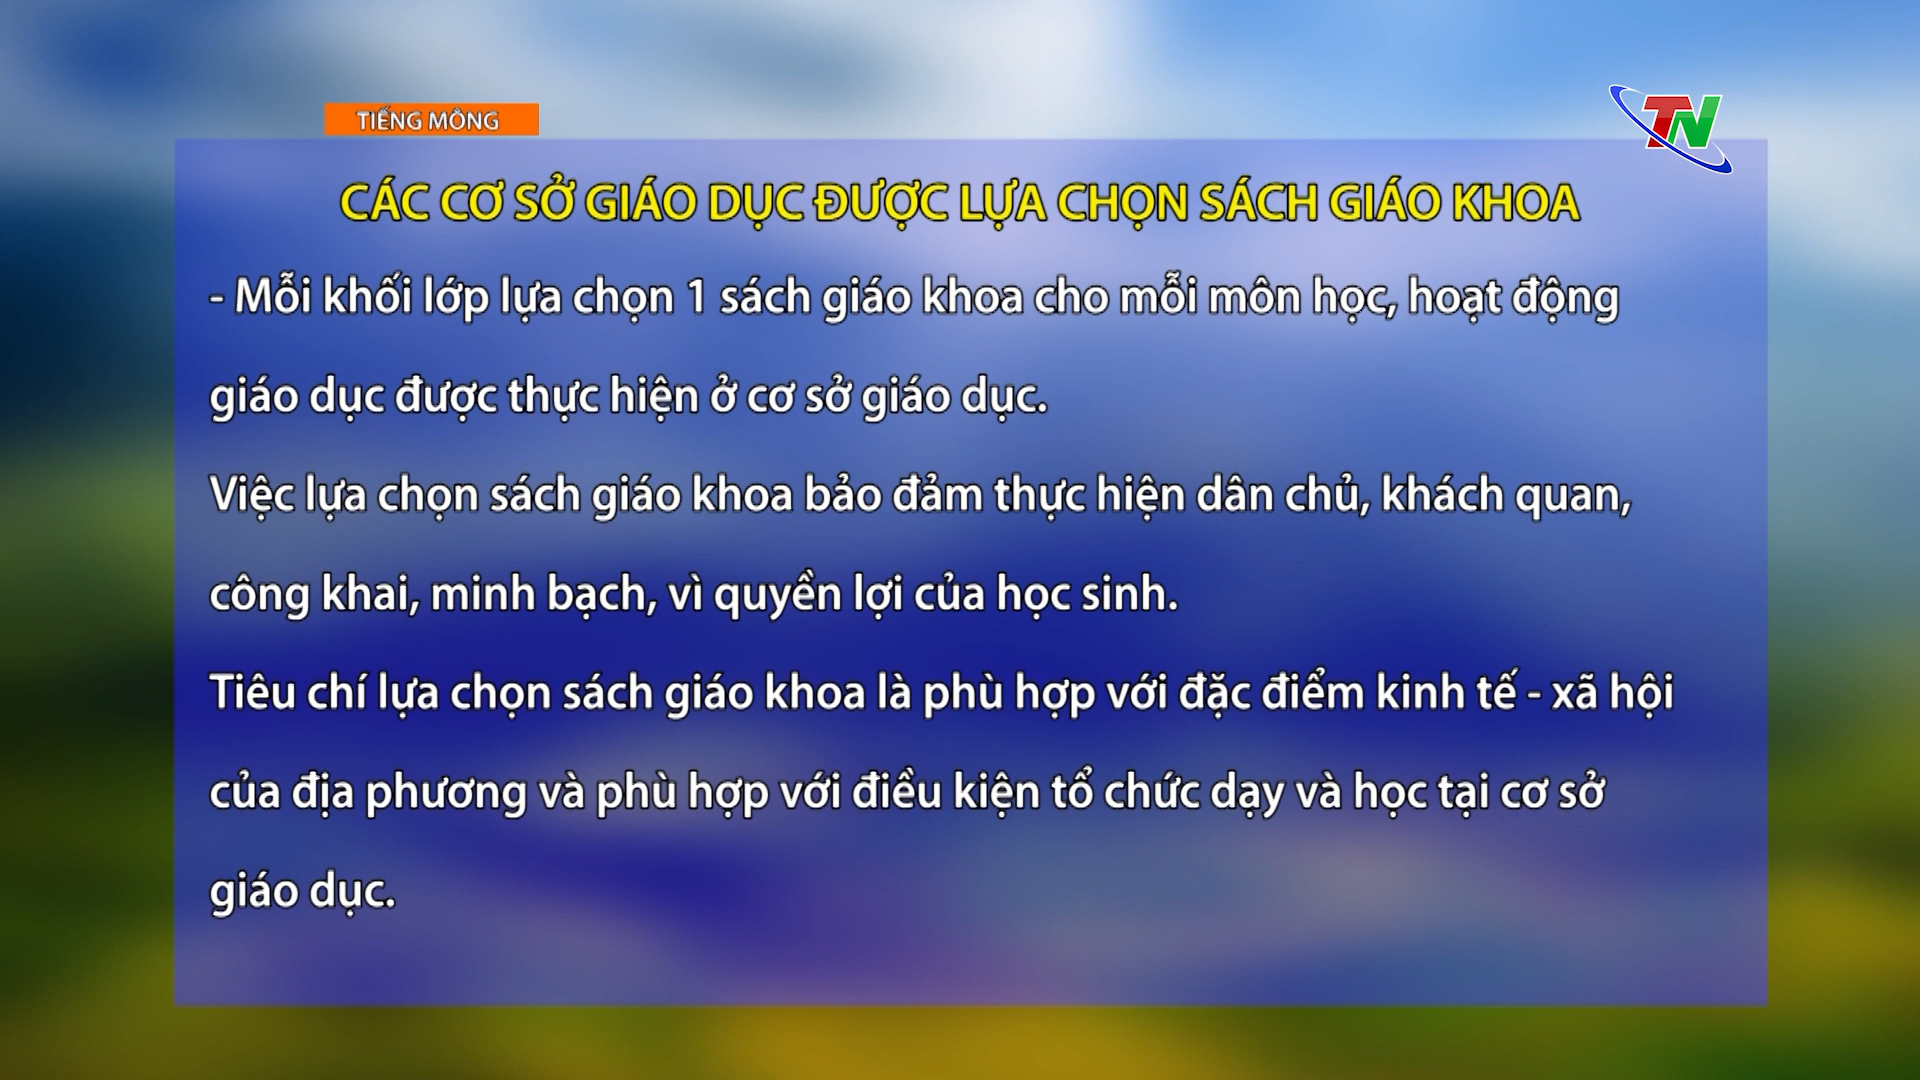 TIẾNG MÔNG
TN
CÁC CƠ SỞ GIÁO DỤC ĐƯỢC LỰA CHỌN SÁCH GIÁO KHOA
- Mỗi khối lớp lựa chọn 1 sách giáo khoa cho mỗi môn học, hoạt động
giáo dục được thực hiện ở cơ sở giáo dục.
Việc lựa chọn sách giáo khoa bảo đảm thực hiện dân chủ, khách quan,
công khai, minh bạch, vì quyền lợi của học sinh.
Tiêu chí lựa chọn sách giáo khoa là phù hợp với đặc điểm kinh tế - xã hội
của địa phương và phù hợp với điều kiện tổ chức dạy và học tại cơ sở
giáo dục.